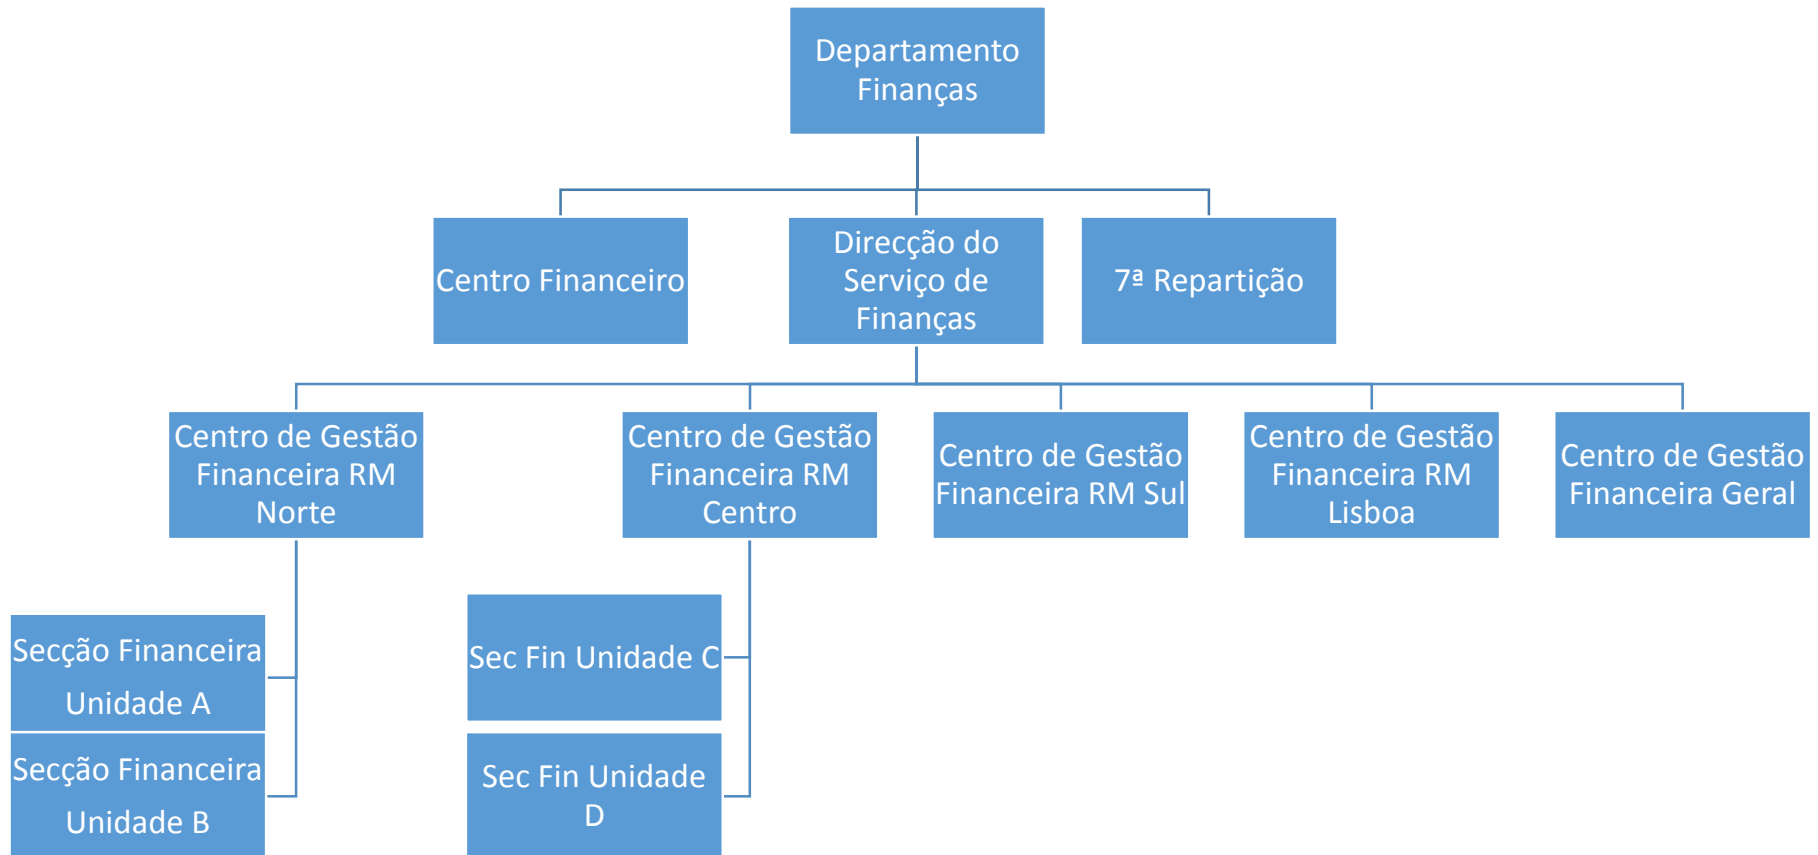 Departamento
Finanças
Centro Financeiro
Direcção do
Serviço de
Finanças
7ª Repartição
Centro de Gestão
Financeira RM
Norte
Centro de Gestão
Financeira RM
Centro
Centro de Gestão
Financeira RM Sul
Centro de Gestão
Financeira RM
Lisboa
Centro de Gestão
Financeira Geral
Secção Financeira
Unidade A
Secção Financeira
Unidade B
Sec Fin Unidade C
Sec Fin Unidade
D